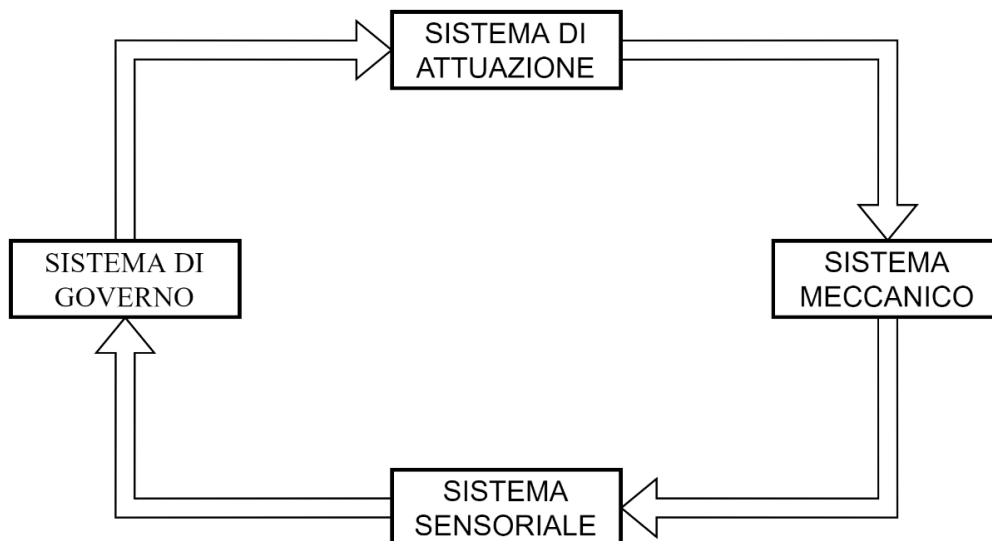 SISTEMA DI
ATTUAZIONE
SISTEMA DI
GOVERNO
SISTEMA
MECCANICO
SISTEMA
SENSORIALE